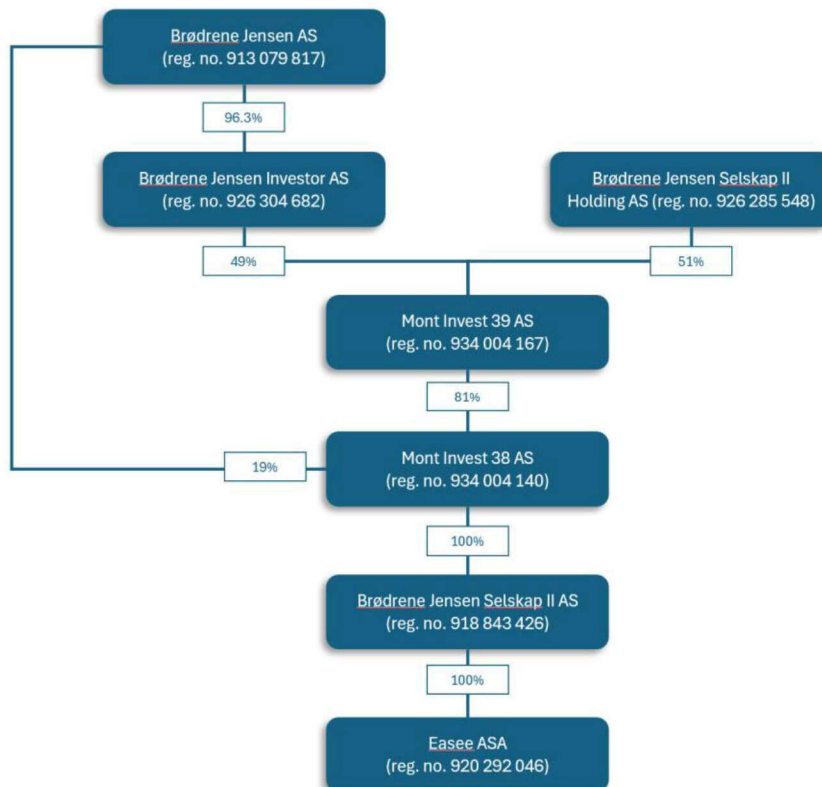 Brødrene Jensen AS
(reg. no. 913 079 817)
96.3%
Brødrene Jensen Investor AS
(reg. no. 926 304 682)
Brødrene Jensen Selskap II
Holding AS (reg. no. 926 285 548)
49%
51%
Mont Invest 39 AS
(reg. no. 934 004 167)
81%
19%
Mont Invest 38 AS
(reg. no. 934 004 140)
100%
Brødrene Jensen Selskap II AS
(reg. no. 918 843 426)
100%
Easee ASA
(reg. no. 920 292 046)